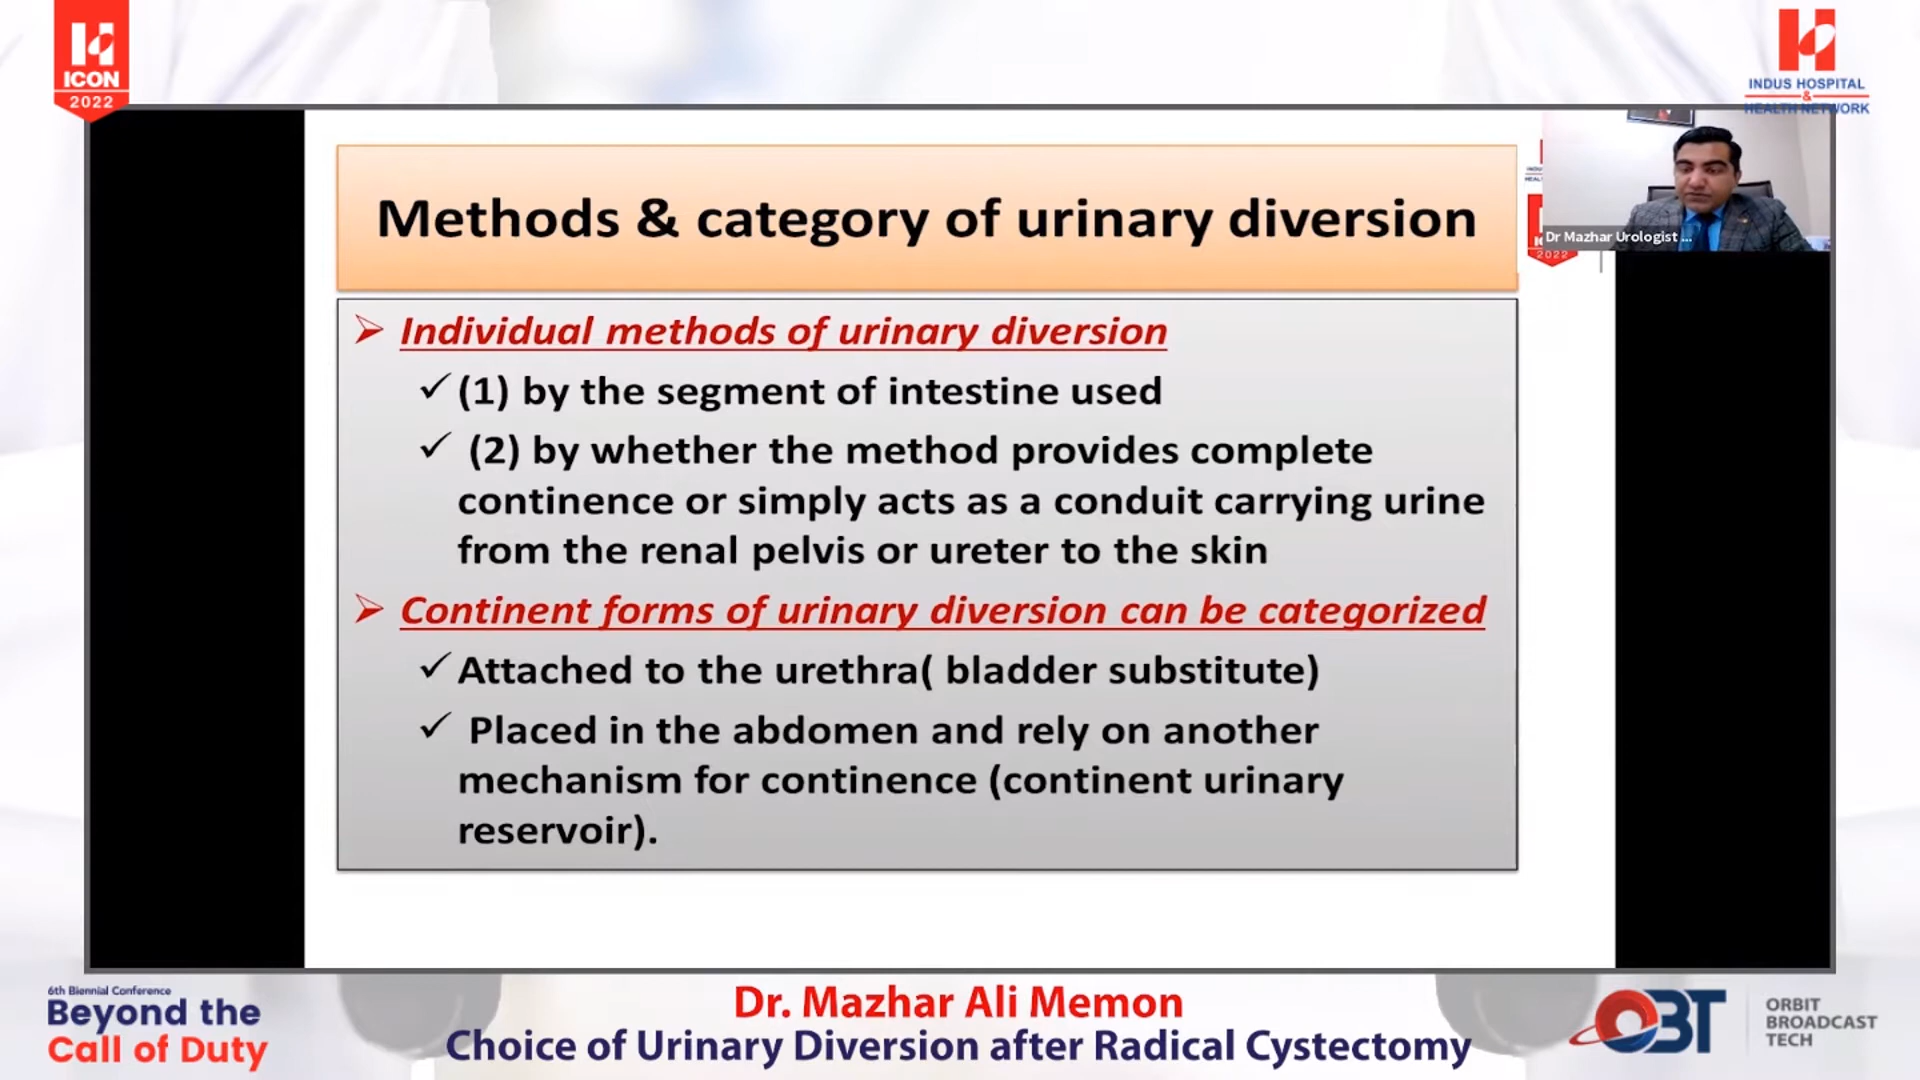 ICON
2022
INDUS HOSPITAL
&
HEALTH NETWORK
Methods & category of urinary diversion
Dr Mazhar Urologist ...
2022
➢ Individual methods of urinary diversion
✓ (1) by the segment of intestine used
✓ (2) by whether the method provides complete
continence or simply acts as a conduit carrying urine
from the renal pelvis or ureter to the skin
➢ Continent forms of urinary diversion can be categorized
✓ Attached to the urethra( bladder substitute)
✓ Placed in the abdomen and rely on another
mechanism for continence (continent urinary
reservoir).
6th Biennial Conference
Beyond the
Call of Duty
Dr. Mazhar Ali Memon
Choice of Urinary Diversion after Radical Cystectomy
OBT
ORBIT
BROADCAST
TECH